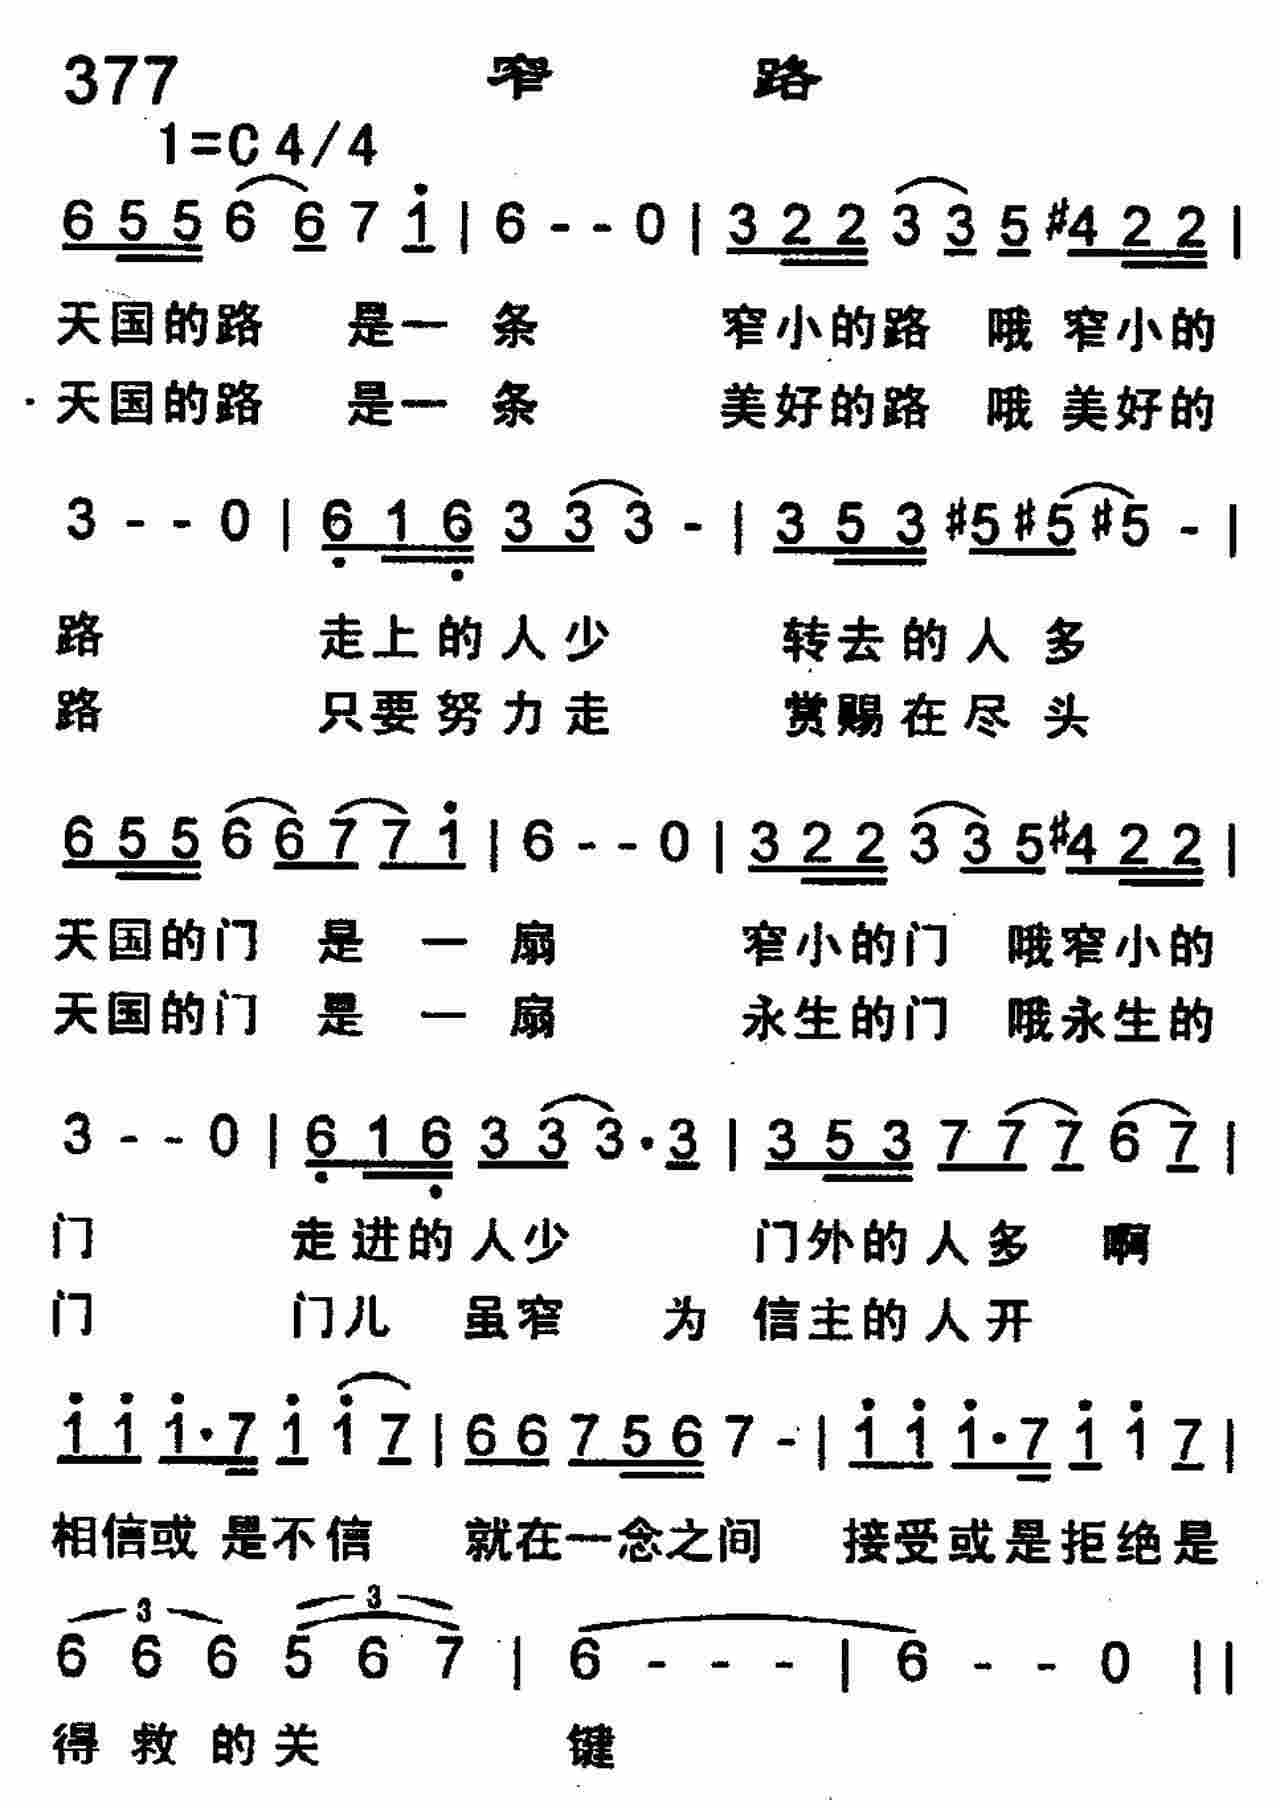 377 窄 路
1=C 4/4
6 5 5 6 6 7 1 | 6 - - 0 | 3 2 2 3 3 5 #4 2 2 |
天国的路 是一 条 窄小的路 哦 窄小的
天国的路 是一 条 美好的路 哦 美好的
3 - - 0 | 6 1 6 3 3 3 - | 3 5 3 #5 #5 #5 - |
路 走上的人少 转去的人多
路 只要努力走 赏赐在尽头
6 5 5 6 6 7 7 1 | 6 - - 0 | 3 2 2 3 3 5 #4 2 2 |
天国的门 是 一 扇 窄小的门 哦窄小的
天国的门 是 一 扇 永生的门 哦永生的
3 - - 0 | 6 1 6 3 3 3 · 3 | 3 5 3 7 7 7 6 7 |
门 走进的人少 门外的人多 啊
门 门儿 虽窄 为 信主的人开
1 1 1 · 7 1 1 7 | 6 6 7 5 6 7 - | 1 1 1 · 7 1 1 7 |
相信或 是不信 就在一念之间 接受或是拒绝是
3 3
6 6 6 5 6 7 | 6 - - - | 6 - - 0 ||
得 救 的 关 键